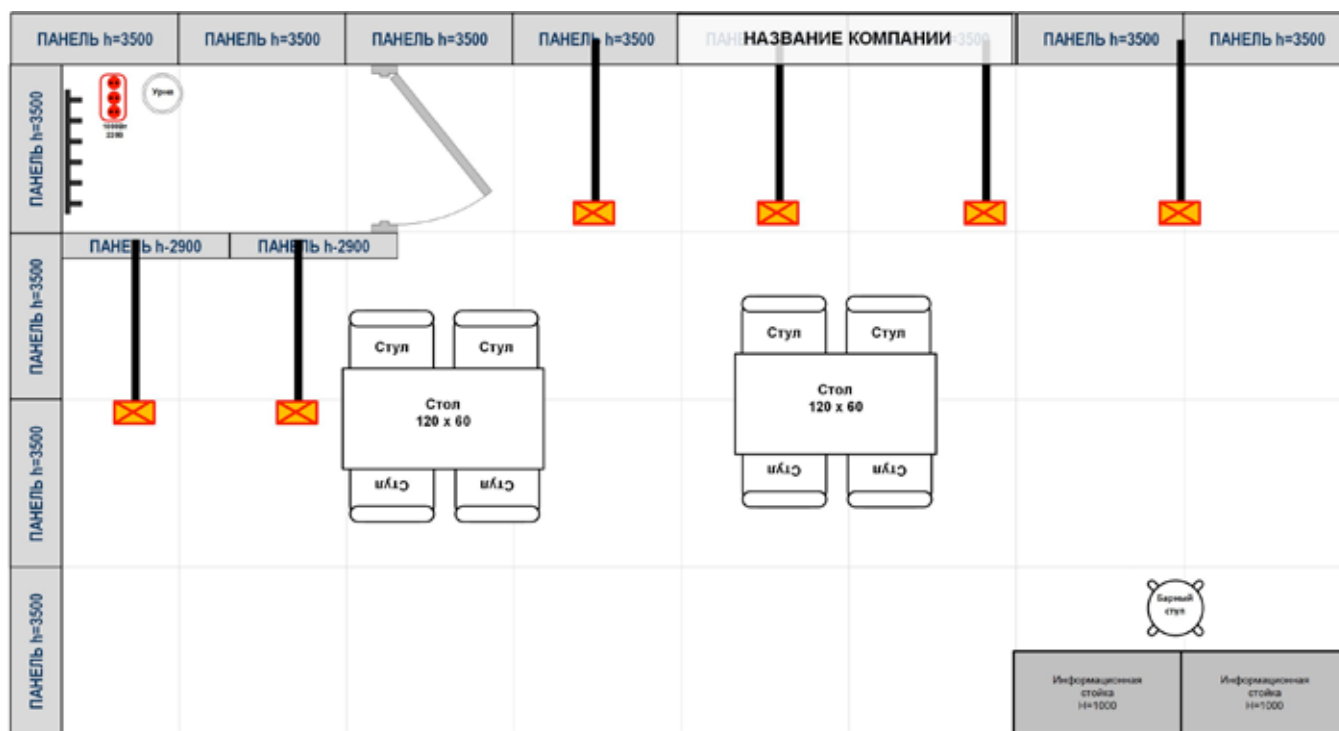 ПАНЕЛЬ h=3500
ПАНЕЛЬ h=3500
ПАНЕЛЬ h=3500
ПАНЕЛЬ h=3500
НАЗВАНИЕ КОМПАНИИ
ПАНЕЛЬ h=3500
ПАНЕЛЬ h=3500
ПАНЕЛЬ h=3500
Урна
220В
ПАНЕЛЬ h-2900
ПАНЕЛЬ h-2900
ПАНЕЛЬ h=3500
Стул
Стул
Стул
Стул
Стол
120 x 60
Стол
120 x 60
Стул
Стул
Стул
Стул
ПАНЕЛЬ h=3500
ПАНЕЛЬ h=3500
Барный
стул
Информационная
стойка
H=1000
Информационная
стойка
H=1000